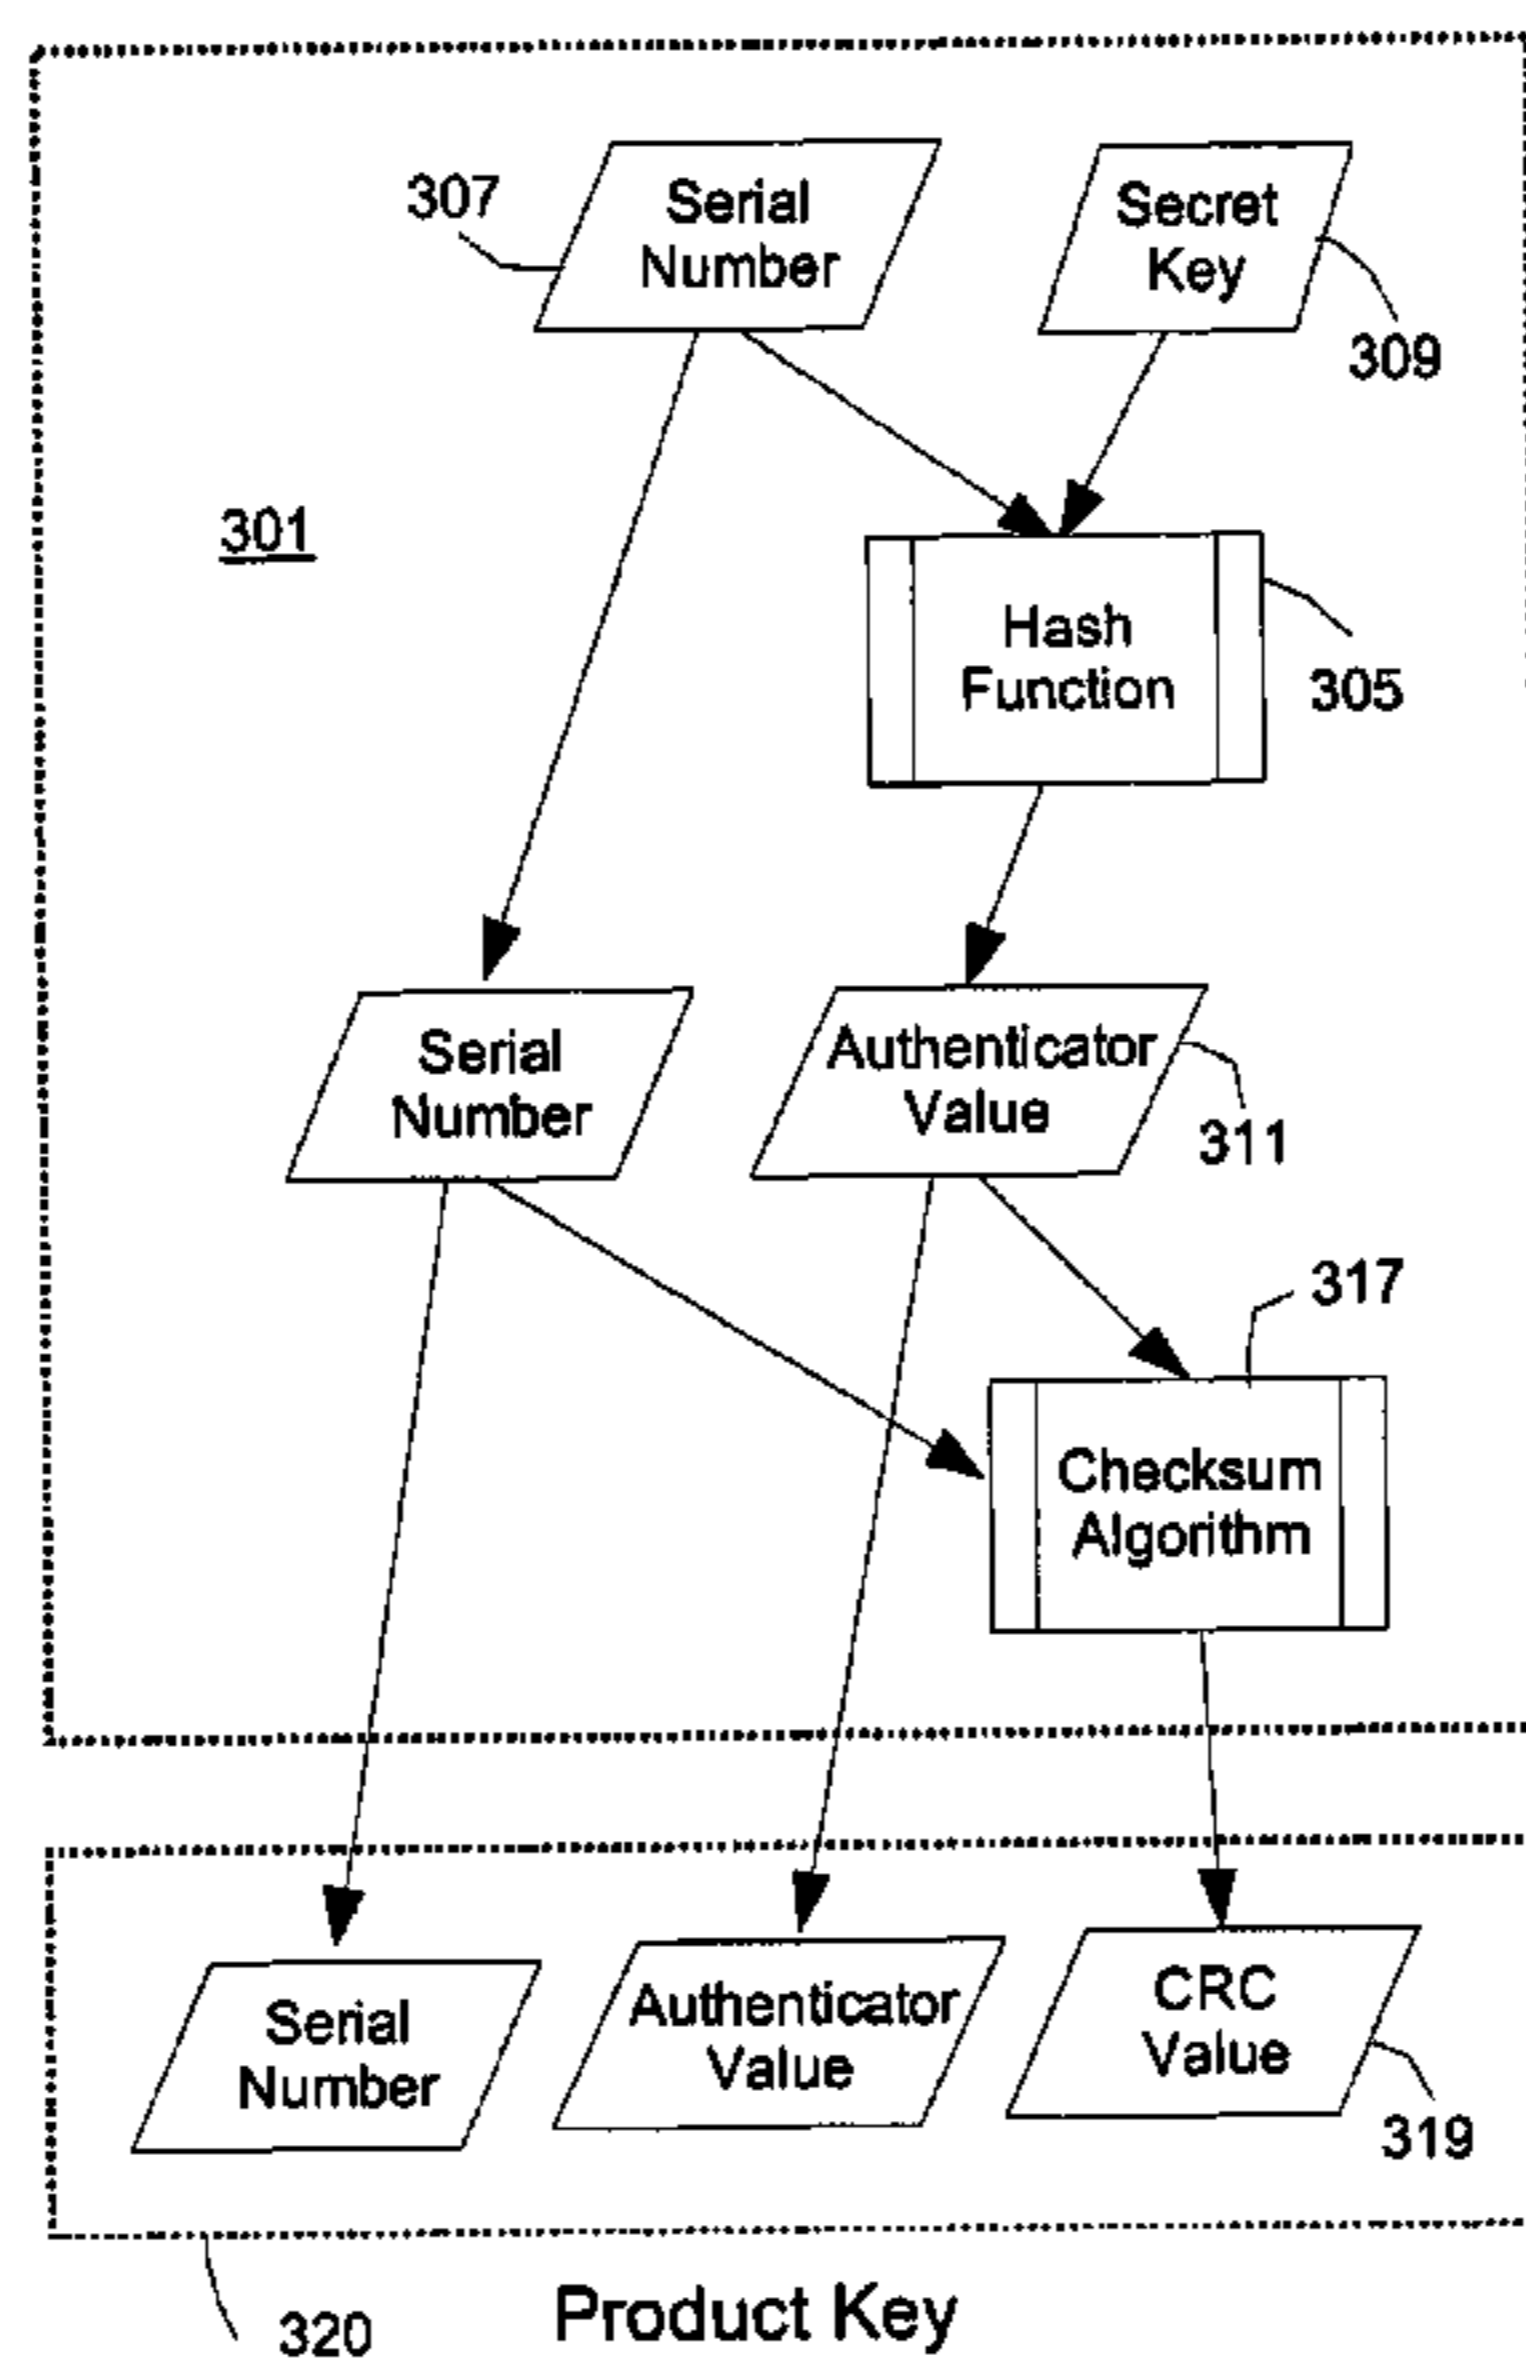 307
Serial
Number
Secret
Key
309
301
Hash
Function
305
Serial
Number
Authenticator
Value
311
317
Checksum
Algorithm
Serial
Number
Authenticator
Value
CRC
Value
319
320
Product Key